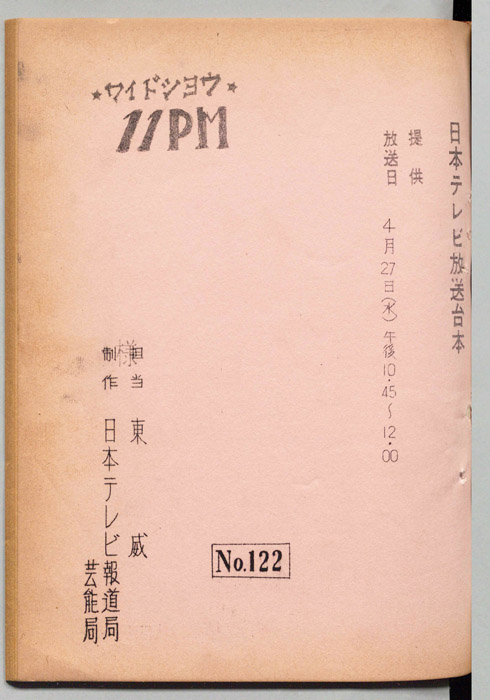 日本テレビ放送台本
提供
放送日 4月27日(水)午後10.45〜12.00
★ワイドショウ★
11PM
No.122
担当 東 威
様
制作 日本テレビ報道局
芸能局